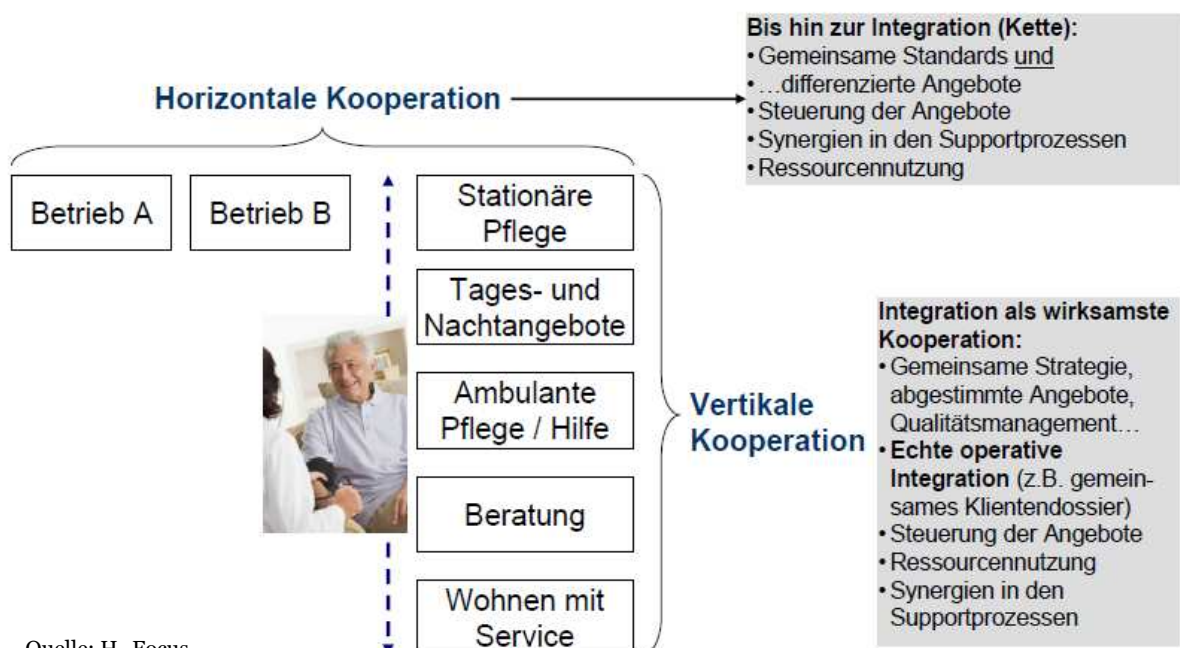 Bis hin zur Integration (Kette):
• Gemeinsame Standards und
• …differenzierte Angebote
• Steuerung der Angebote
• Synergien in den Supportprozessen
• Ressourcennutzung
Horizontale Kooperation
Betrieb A
Betrieb B
Stationäre
Pflege
Tages- und
Nachtangebote
Ambulante
Pflege / Hilfe
Beratung
Wohnen mit
Service
Vertikale
Kooperation
Integration als wirksamste
Kooperation:
• Gemeinsame Strategie,
abgestimmte Angebote,
Qualitätsmanagement…
• Echte operative
Integration (z.B. gemein-
sames Klientendossier)
• Steuerung der Angebote
• Ressourcennutzung
• Synergien in den
Supportprozessen
Quelle: H. Focus